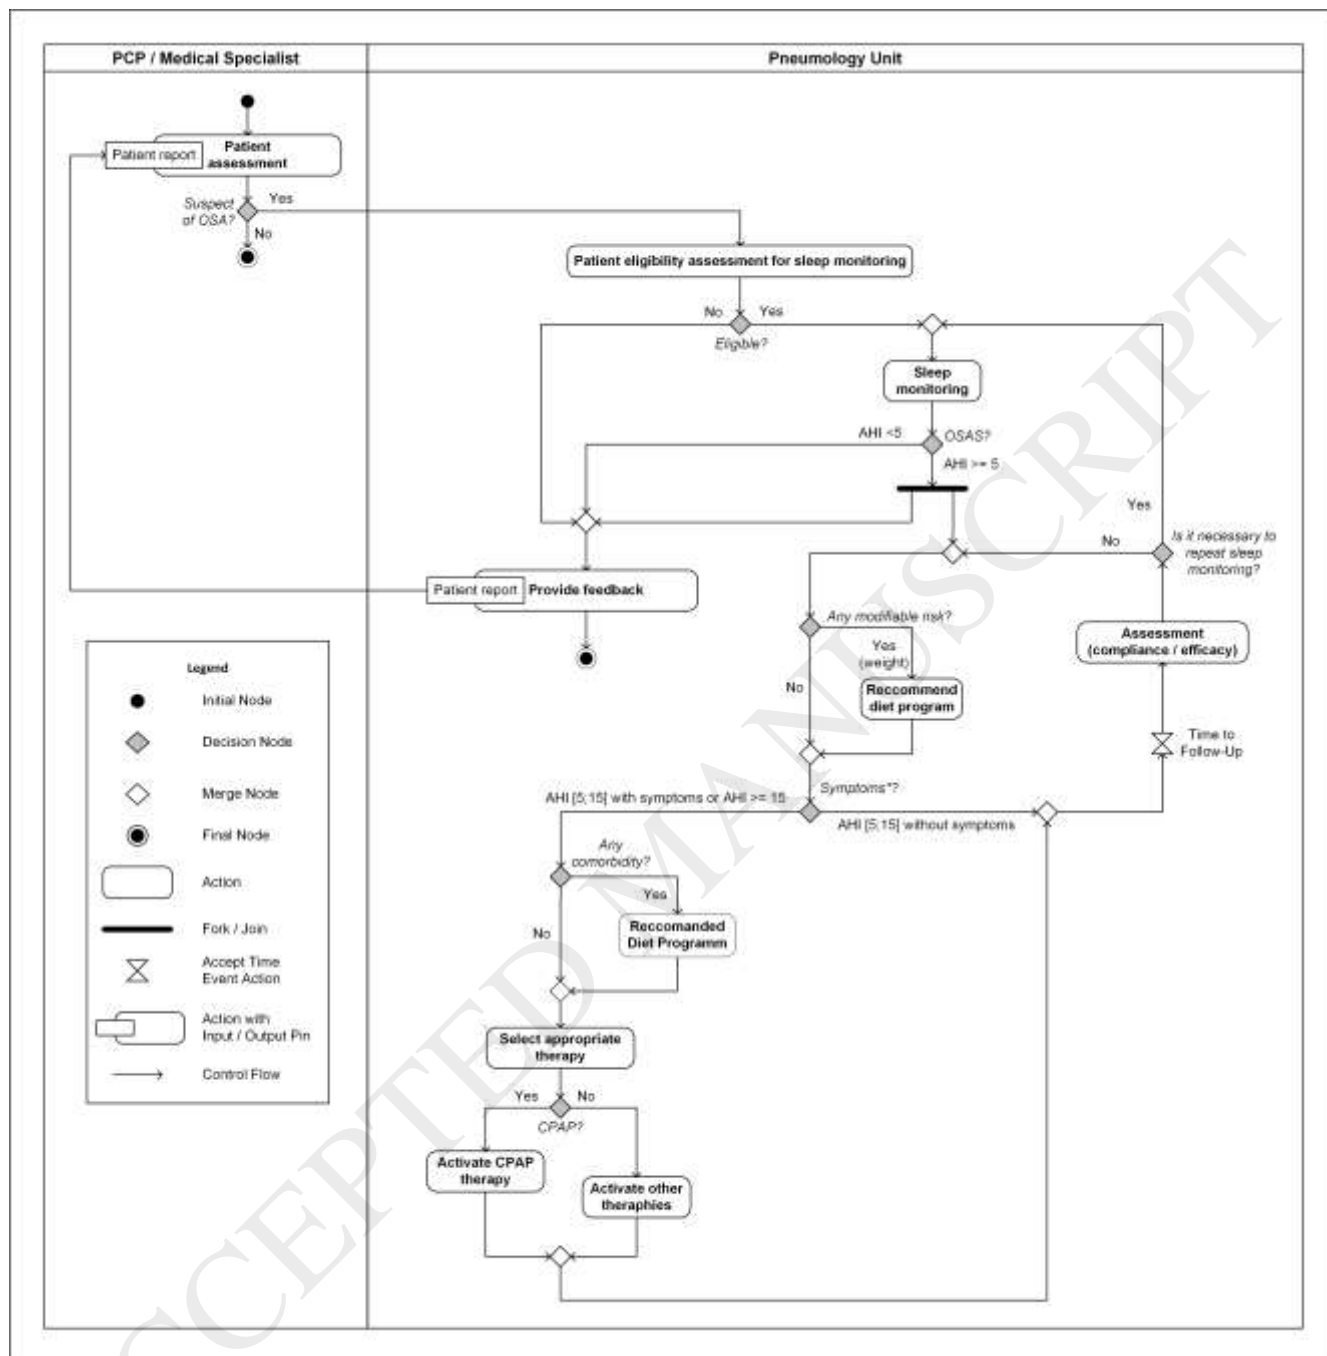 PCP / Medical Specialist
Pneumology Unit
Patient report
Patient
assessment
Suspect
of OSA?
Yes
No
Patient eligibility assessment for sleep monitoring
No
Yes
Eligible?
Sleep
monitoring
AHI <5
OSAS?
AHI >= 5
Yes
No
Is it necessary to
repeat sleep
monitoring?
Patient report
Provide feedback
Any modifiable risk?
Yes
(weight)
No
Reccommend
diet program
Assessment
(compliance / efficacy)
Time to
Follow-Up
Symptoms*?
AHI [5;15] with symptoms or AHI >= 15
AHI [5;15] without symptoms
Any
comorbidity?
Yes
No
Reccomanded
Diet Programm
Select appropriate
therapy
Yes
No
CPAP?
Activate CPAP
therapy
Activate other
theraphies
Legend
Initial Node
Decision Node
Merge Node
Final Node
Action
Fork / Join
Accept Time
Event Action
Action with
Input / Output Pin
Control Flow
CCEPTED MANUSCRIPT